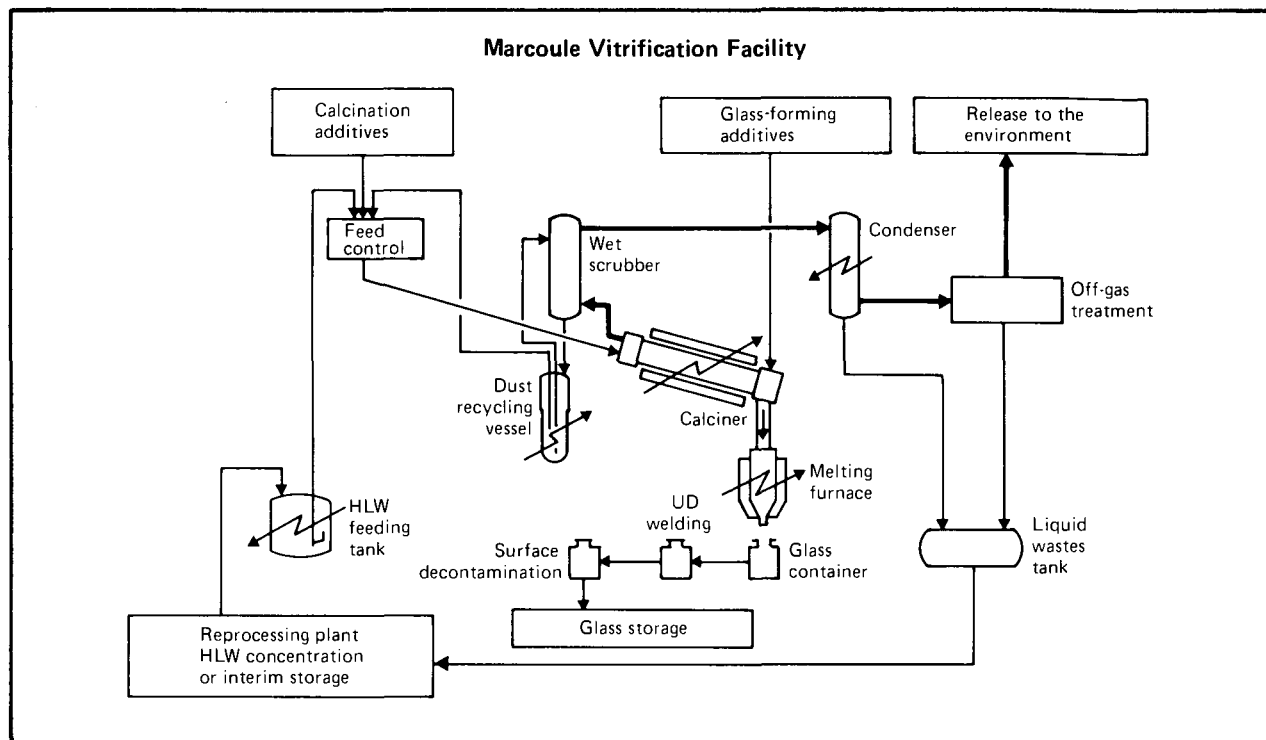 Marcoule Vitrification Facility
Calcination
additives
Glass-forming
additives
Release to the
environment
Feed
control
Wet
scrubber
Condenser
Off-gas
treatment
Dust
recycling
vessel
Calciner
Melting
furnace
HLW
feeding
tank
UD
welding
Surface
decontamination
Glass
container
Liquid
wastes
tank
Glass storage
Reprocessing plant
HLW concentration
or interim storage